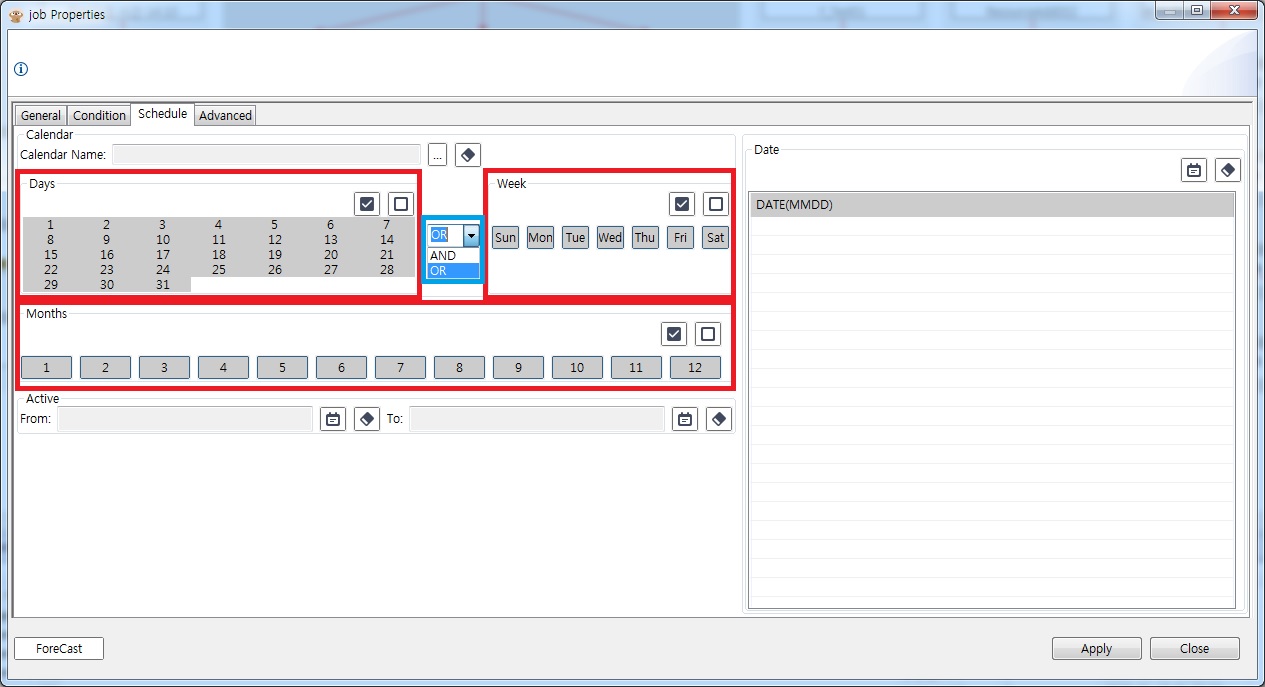 job Properties
General Condition Schedule Advanced
Calendar
Calendar Name: ...
Days
1 2 3 4 5 6 7
8 9 10 11 12 13 14
15 16 17 18 19 20 21
22 23 24 25 26 27 28
29 30 31
OR
AND
OR
Week
Sun Mon Tue Wed Thu Fri Sat
Months
1 2 3 4 5 6 7 8 9 10 11 12
Active
From: To:
Date
DATE(MMDD)
ForeCast Apply Close